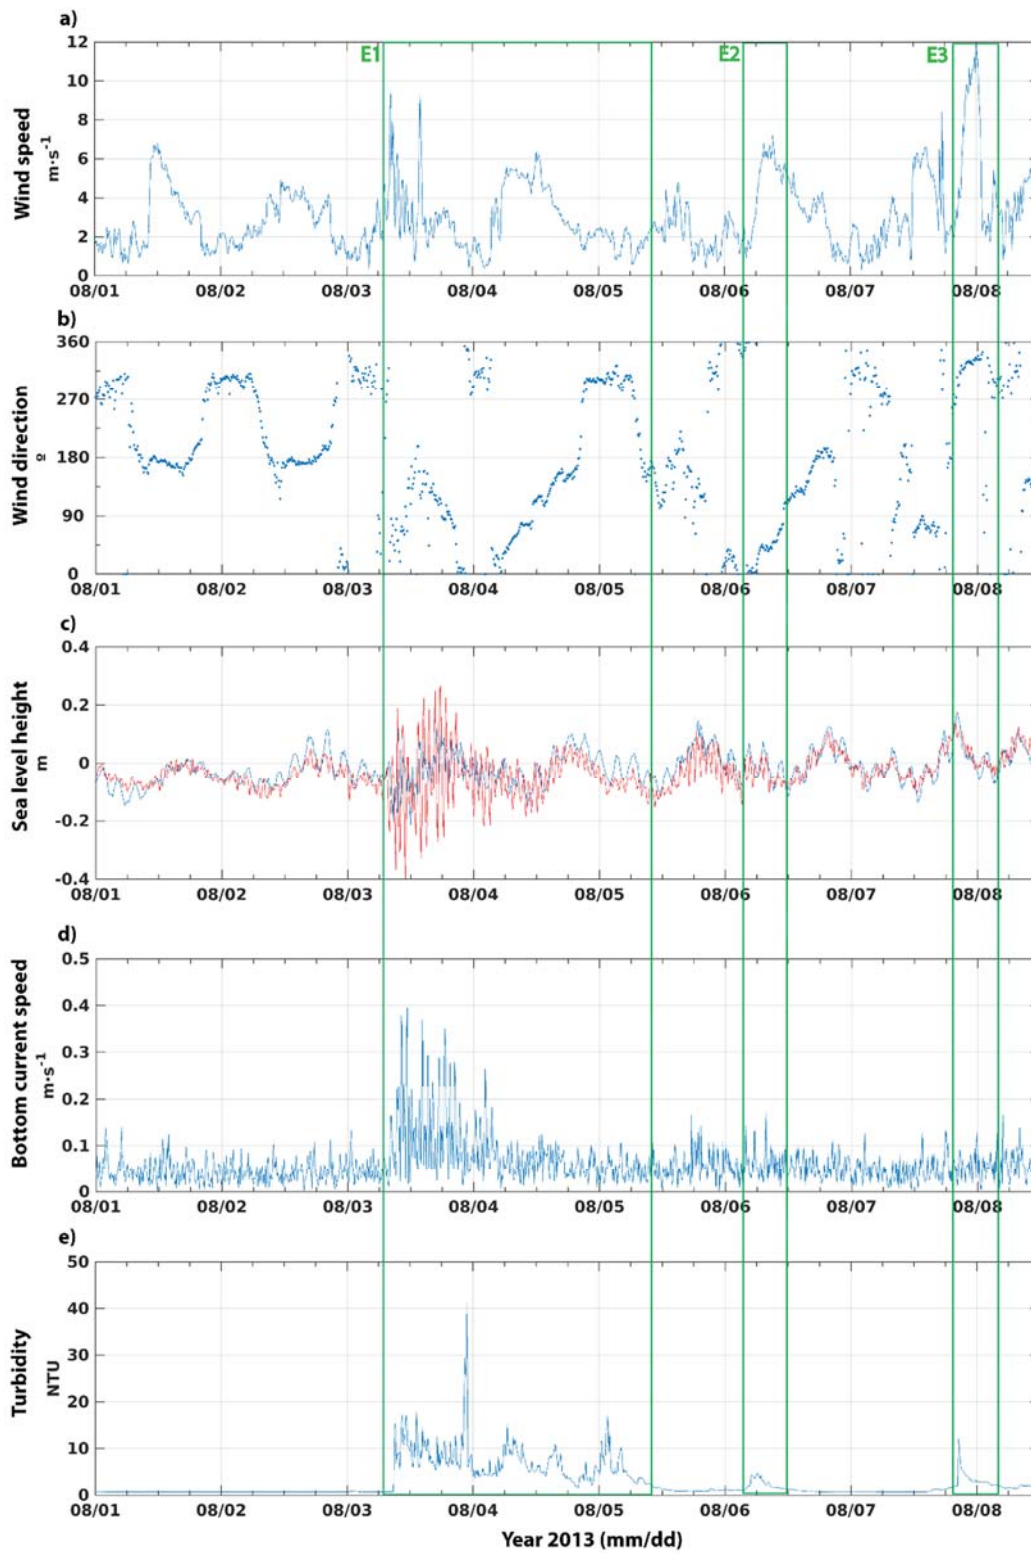 a)
E1 E2 E3
Wind speed
m·s⁻¹
12
10
8
6
4
2
0
08/01 08/02 08/03 08/04 08/05 08/06 08/07 08/08
b)
Wind direction
º
360
270
180
90
0
08/01 08/02 08/03 08/04 08/05 08/06 08/07 08/08
c)
Sea level height
m
0.4
0.2
0
-0.2
-0.4
08/01 08/02 08/03 08/04 08/05 08/06 08/07 08/08
d)
Bottom current speed
m·s⁻¹
0.5
0.4
0.3
0.2
0.1
0
08/01 08/02 08/03 08/04 08/05 08/06 08/07 08/08
e)
Turbidity
NTU
50
40
30
20
10
0
08/01 08/02 08/03 08/04 08/05 08/06 08/07 08/08
Year 2013 (mm/dd)